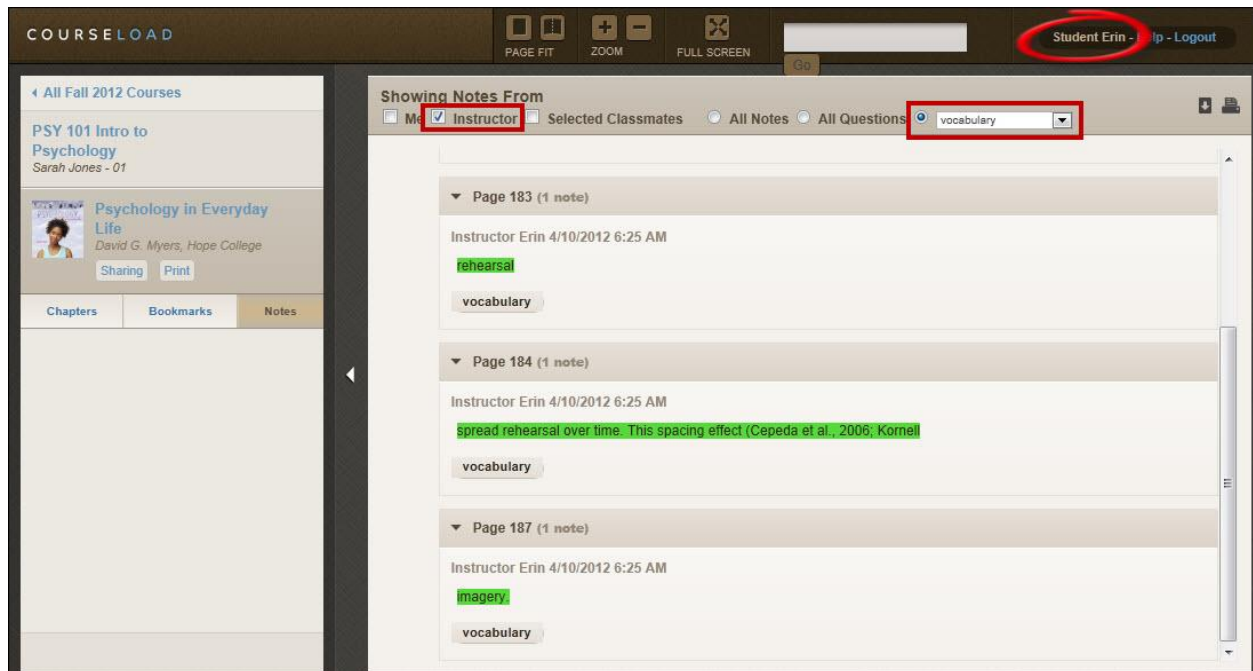 COURSELOAD
PAGE FIT
ZOOM
FULL SCREEN
Go
Student Erin - lp - Logout
All Fall 2012 Courses
PSY 101 Intro to
Psychology
Sarah Jones - 01
Psychology in Everyday
Life
David G. Myers, Hope College
Sharing Print
Chapters Bookmarks Notes
Showing Notes From
Me Instructor Selected Classmates All Notes All Questions vocabulary
Page 183 (1 note)
Instructor Erin 4/10/2012 6:25 AM
rehearsal
vocabulary
Page 184 (1 note)
Instructor Erin 4/10/2012 6:25 AM
spread rehearsal over time. This spacing effect (Cepeda et al., 2006; Kornell
vocabulary
Page 187 (1 note)
Instructor Erin 4/10/2012 6:25 AM
imagery.
vocabulary